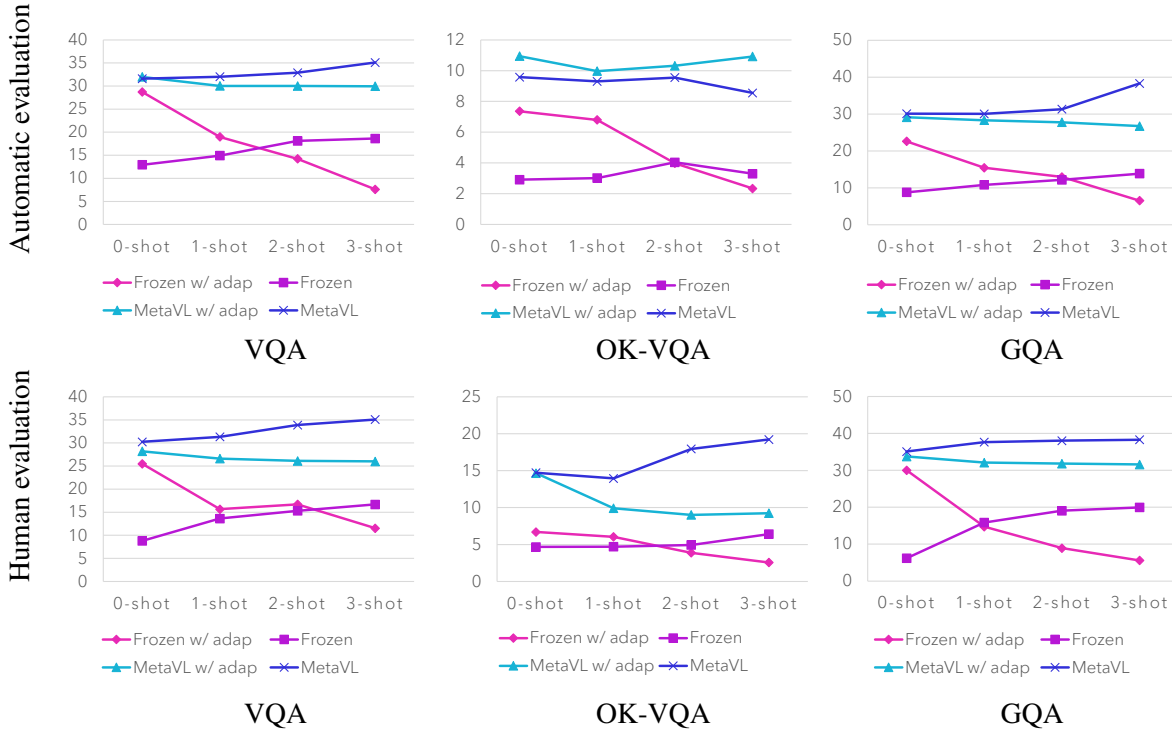 Automatic evaluation
40
35
30
25
20
15
10
5
0
0-shot 1-shot 2-shot 3-shot
Frozen w/ adap Frozen
MetaVL w/ adap MetaVL
VQA
12
10
8
6
4
2
0
0-shot 1-shot 2-shot 3-shot
Frozen w/ adap Frozen
MetaVL w/ adap MetaVL
OK-VQA
50
40
30
20
10
0
0-shot 1-shot 2-shot 3-shot
Frozen w/ adap Frozen
MetaVL w/ adap MetaVL
GQA
Human evaluation
40
35
30
25
20
15
10
5
0
0-shot 1-shot 2-shot 3-shot
Frozen w/ adap Frozen
MetaVL w/ adap MetaVL
VQA
25
20
15
10
5
0
0-shot 1-shot 2-shot 3-shot
Frozen w/ adap Frozen
MetaVL w/ adap MetaVL
OK-VQA
50
40
30
20
10
0
0-shot 1-shot 2-shot 3-shot
Frozen w/ adap Frozen
MetaVL w/ adap MetaVL
GQA